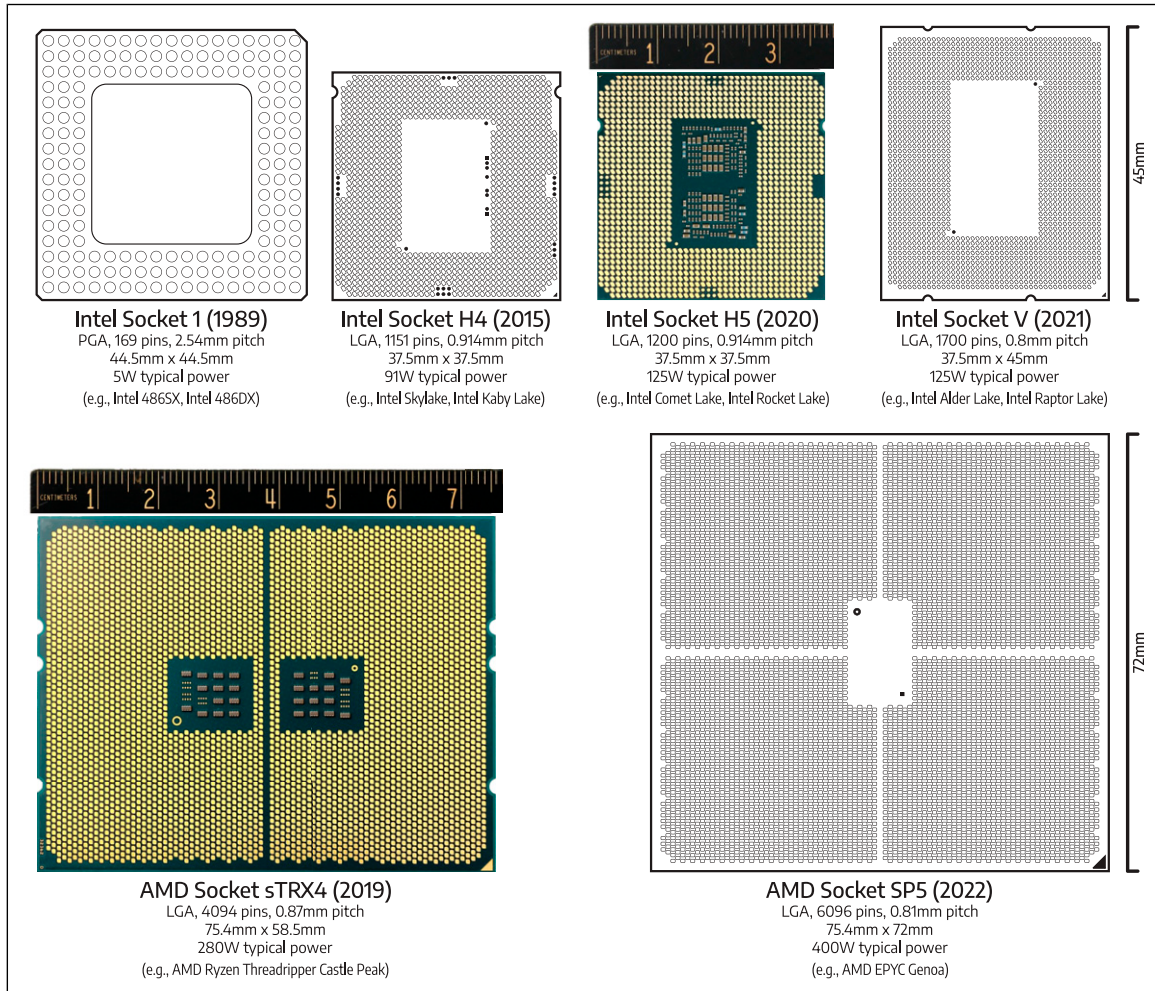 CENTIMETERS 1 2 3
45mm
Intel Socket 1 (1989)
PGA, 169 pins, 2.54mm pitch
44.5mm x 44.5mm
5W typical power
(e.g., Intel 486SX, Intel 486DX)
Intel Socket H4 (2015)
LGA, 1151 pins, 0.914mm pitch
37.5mm x 37.5mm
91W typical power
(e.g., Intel Skylake, Intel Kaby Lake)
Intel Socket H5 (2020)
LGA, 1200 pins, 0.914mm pitch
37.5mm x 37.5mm
125W typical power
(e.g., Intel Comet Lake, Intel Rocket Lake)
Intel Socket V (2021)
LGA, 1700 pins, 0.8mm pitch
37.5mm x 45mm
125W typical power
(e.g., Intel Alder Lake, Intel Raptor Lake)
CENTIMETERS 1 2 3 4 5 6 7
72mm
AMD Socket sTRX4 (2019)
LGA, 4094 pins, 0.87mm pitch
75.4mm x 58.5mm
280W typical power
(e.g., AMD Ryzen Threadripper Castle Peak)
AMD Socket SP5 (2022)
LGA, 6096 pins, 0.81mm pitch
75.4mm x 72mm
400W typical power
(e.g., AMD EPYC Genoa)